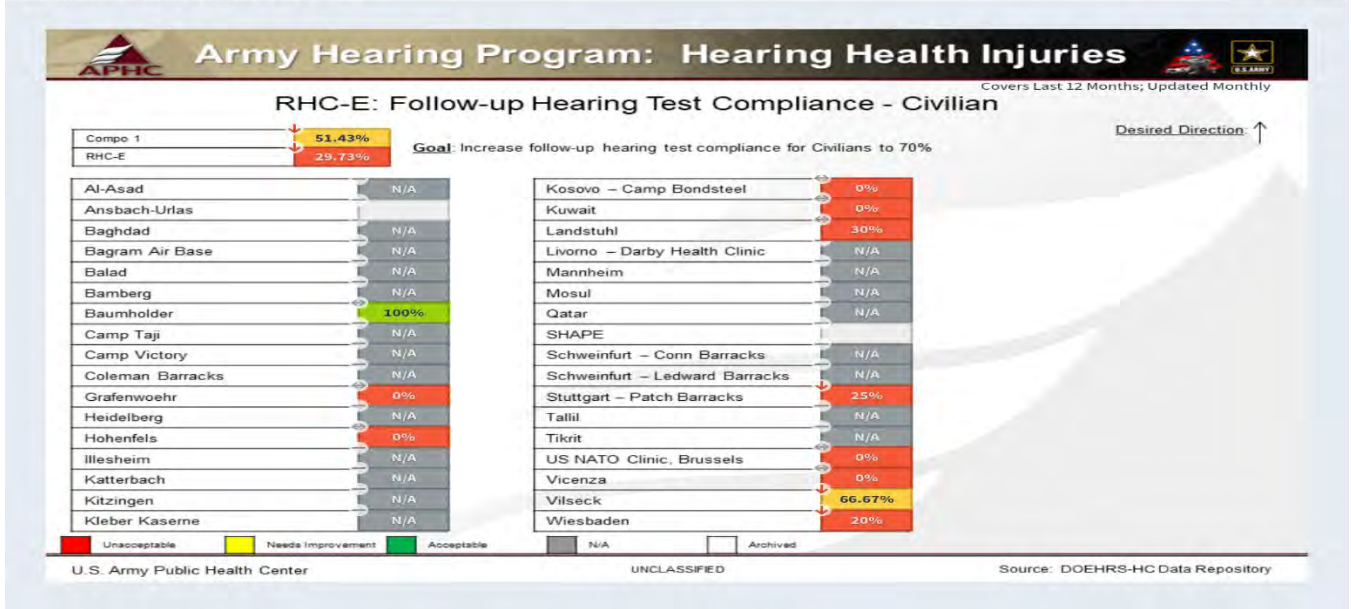 APHC
Army Hearing Program: Hearing Health Injuries
U.S. ARMY
Covers Last 12 Months; Updated Monthly
RHC-E: Follow-up Hearing Test Compliance - Civilian
Desired Direction
Compo 1 51.43%
RHC-E 29.73%
Goal: Increase follow-up hearing test compliance for Civilians to 70%
Al-Asad N/A
Ansbach-Urlas
Baghdad N/A
Bagram Air Base N/A
Balad N/A
Bamberg N/A
Baumholder 100%
Camp Taji N/A
Camp Victory N/A
Coleman Barracks N/A
Grafenwoehr 0%
Heidelberg N/A
Hohenfels 0%
Illesheim N/A
Katterbach N/A
Kitzingen N/A
Kleber Kaserne N/A
Kosovo – Camp Bondsteel 0%
Kuwait 0%
Landstuhl 30%
Livorno – Darby Health Clinic N/A
Mannheim N/A
Mosul N/A
Qatar N/A
SHAPE
Schweinfurt – Conn Barracks N/A
Schweinfurt – Ledward Barracks N/A
Stuttgart – Patch Barracks 25%
Tallil N/A
Tikrit N/A
US NATO Clinic, Brussels 0%
Vicenza 0%
Vilseck 66.67%
Wiesbaden 20%
Unacceptable Needs Improvement Acceptable N/A Archived
U.S. Army Public Health Center UNCLASSIFIED Source: DOEHRS-HC Data Repository